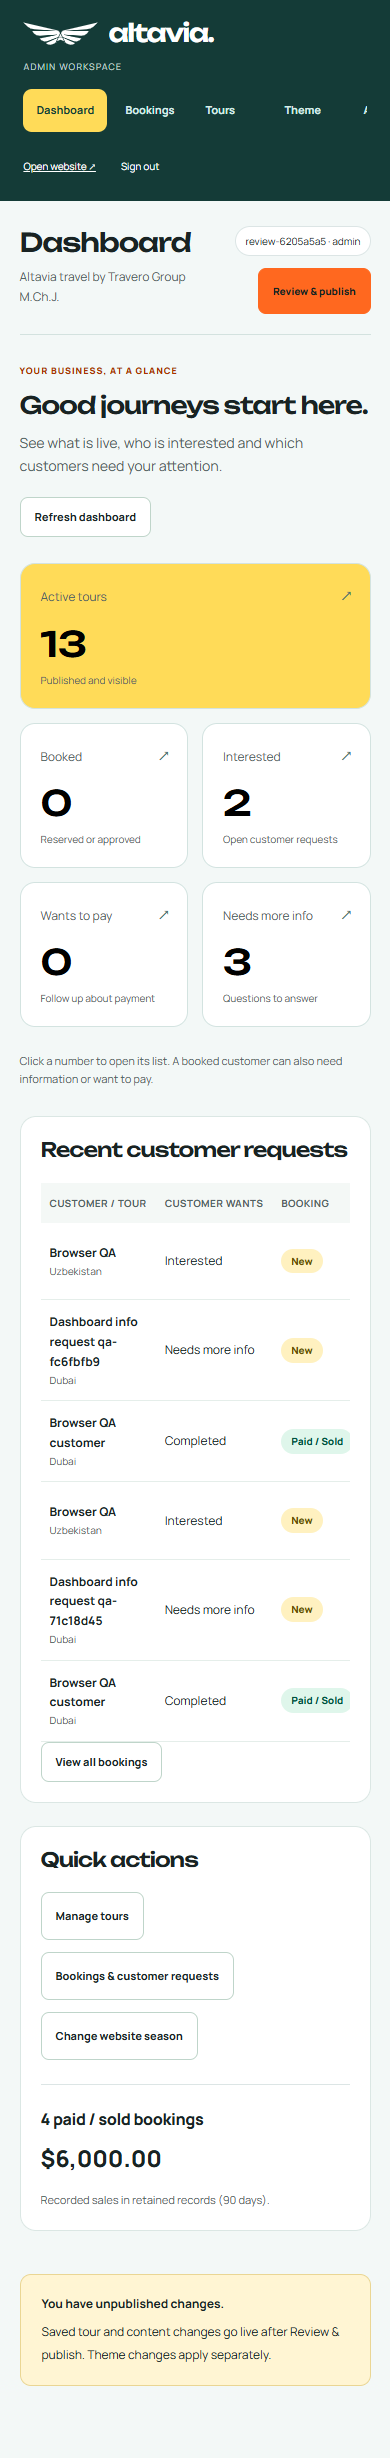 altavia.
ADMIN WORKSPACE
Dashboard Bookings Tours Theme
Open website ↗ Sign out
Dashboard
review-6205a5a5 · admin
Altavia travel by Travero Group
M.Ch.J.
Review & publish
YOUR BUSINESS, AT A GLANCE
Good journeys start here.
See what is live, who is interested and which
customers need your attention.
Refresh dashboard
Active tours ↗
13
Published and visible
Booked ↗
0
Reserved or approved
Interested ↗
2
Open customer requests
Wants to pay ↗
0
Follow up about payment
Needs more info ↗
3
Questions to answer
Click a number to open its list. A booked customer can also need
information or want to pay.
Recent customer requests
CUSTOMER / TOUR CUSTOMER WANTS BOOKING
Browser QA
Uzbekistan
Interested
New
Dashboard info
request qa-
fc6fbfb9
Dubai
Needs more info
New
Browser QA
customer
Dubai
Completed
Paid / Sold
Browser QA
Uzbekistan
Interested
New
Dashboard info
request qa-
71c18d45
Dubai
Needs more info
New
Browser QA
customer
Dubai
Completed
Paid / Sold
View all bookings
Quick actions
Manage tours
Bookings & customer requests
Change website season
4 paid / sold bookings
$6,000.00
Recorded sales in retained records (90 days).
You have unpublished changes.
Saved tour and content changes go live after Review &
publish. Theme changes apply separately.